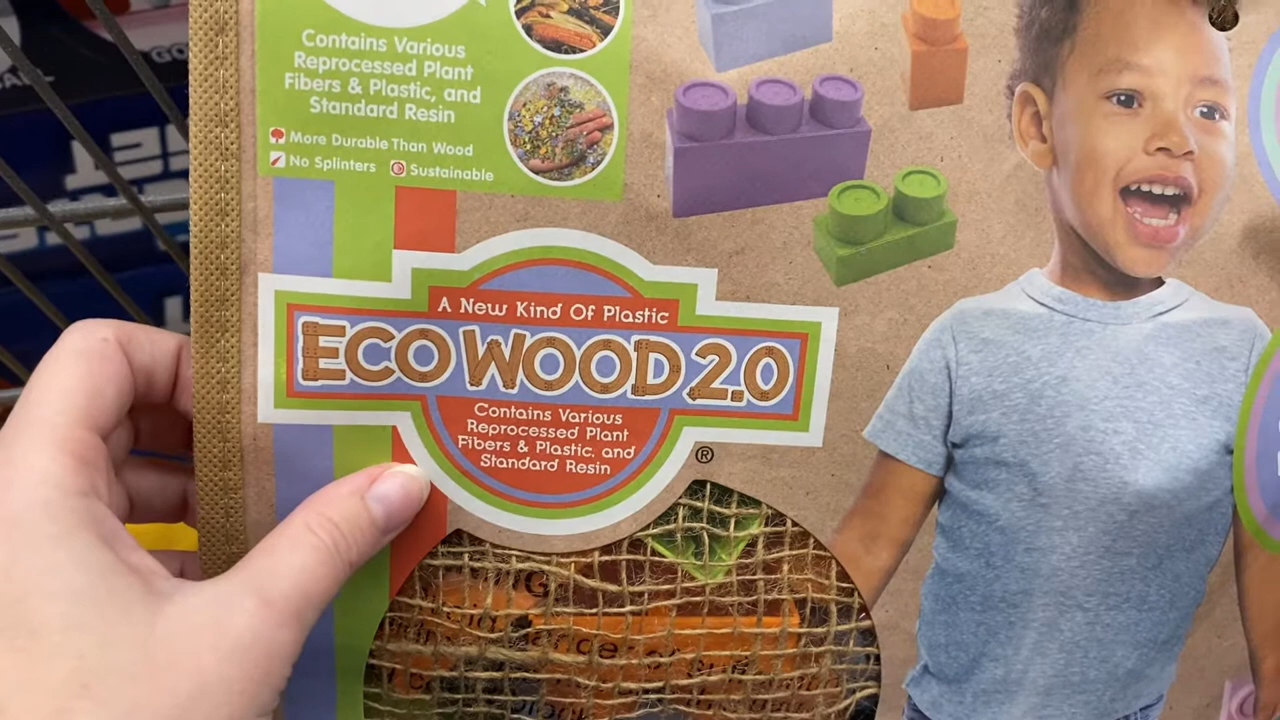 Contains Various
Reprocessed Plant
Fibers & Plastic, and
Standard Resin
More Durable Than Wood
No Splinters Sustainable
A New Kind Of Plastic
ECO WOOD 2.0
Contains Various
Reprocessed Plant
Fibers & Plastic. and
Standard Resin
®